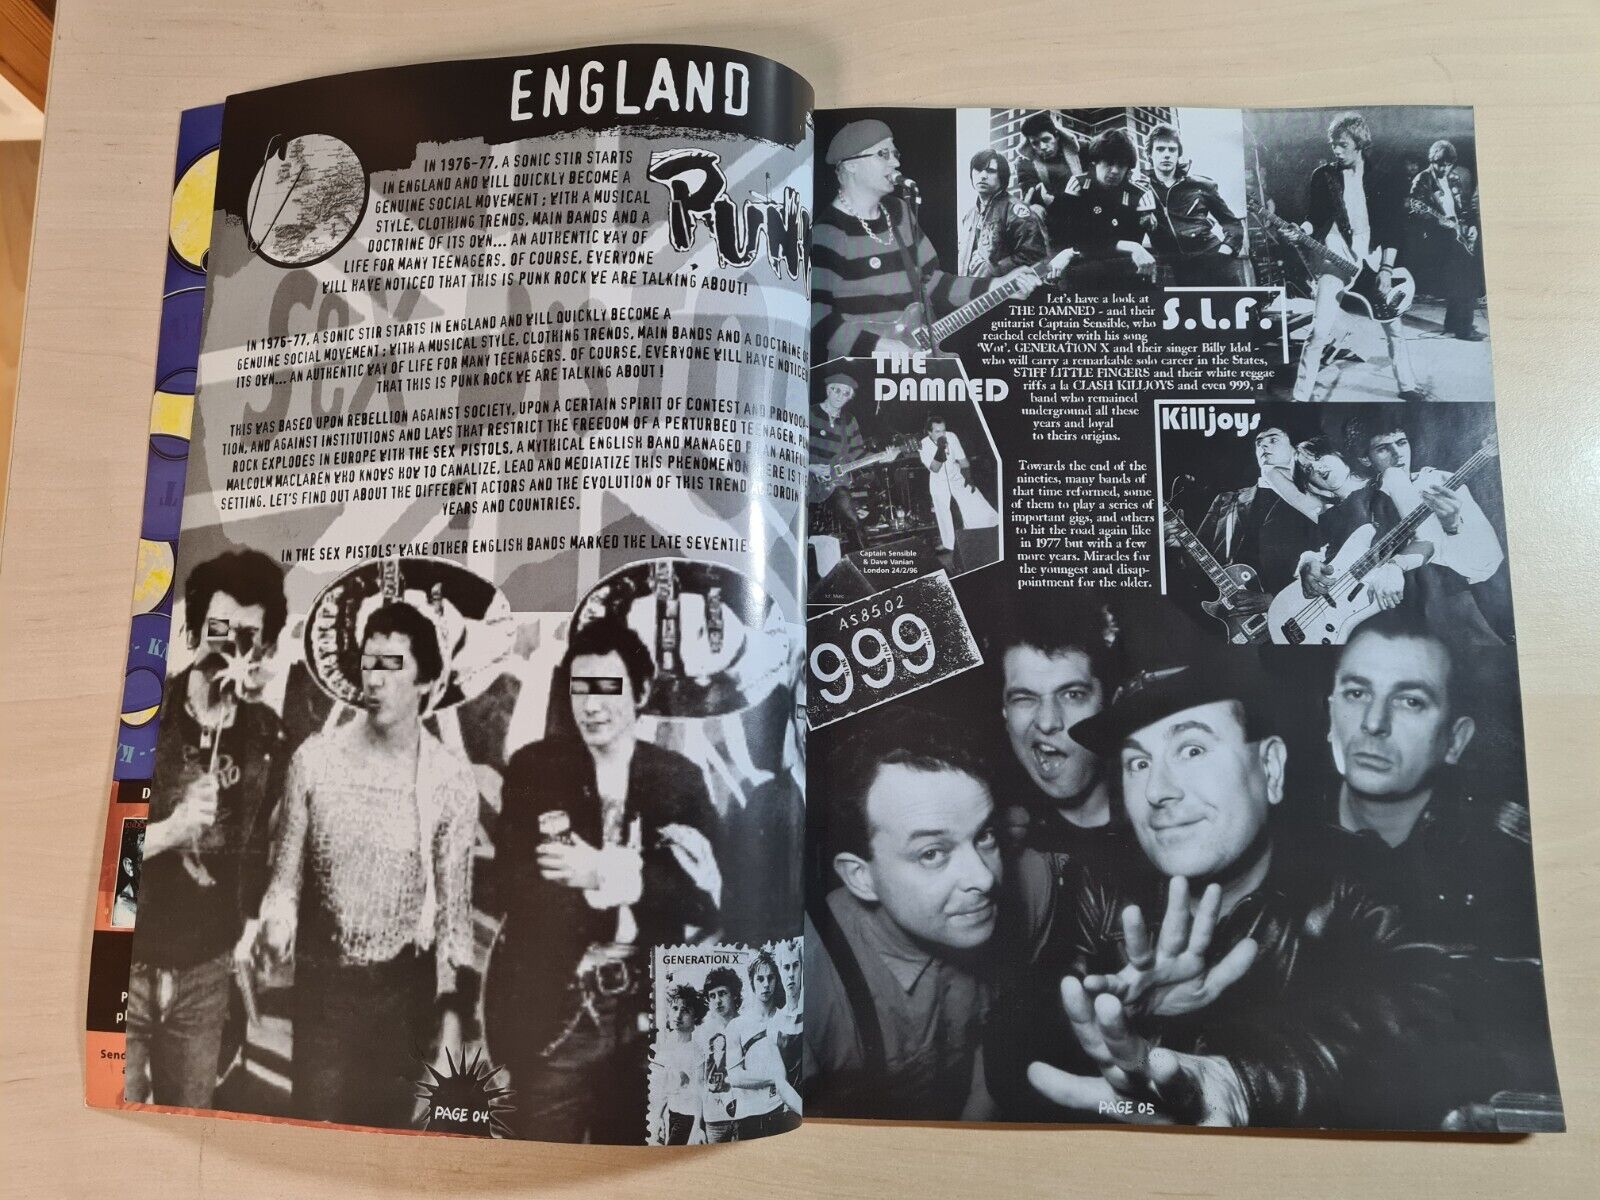 ENGLAND
IN 1976-77, A SONIC STIR STARTS
IN ENGLAND AND WILL QUICKLY BECOME A
GENUINE SOCIAL MOVEMENT ; WITH A MUSICAL
STYLE, CLOTHING TRENDS, MAIN BANDS AND A
DOCTRINE OF ITS OWN... AN AUTHENTIC WAY OF
LIFE FOR MANY TEENAGERS. OF COURSE, EVERYONE
WILL HAVE NOTICED THAT THIS IS PUNK ROCK WE ARE TALKING ABOUT!
IN 1976-77, A SONIC STIR STARTS IN ENGLAND AND WILL QUICKLY BECOME A
GENUINE SOCIAL MOVEMENT ; WITH A MUSICAL STYLE, CLOTHING TRENDS, MAIN BANDS AND A DOCTRINE OF
ITS OWN... AN AUTHENTIC WAY OF LIFE FOR MANY TEENAGERS. OF COURSE, EVERYONE WILL HAVE NOTICED
THAT THIS IS PUNK ROCK WE ARE TALKING ABOUT !
THIS WAS BASED UPON REBELLION AGAINST SOCIETY, UPON A CERTAIN SPIRIT OF CONTEST AND PROVOCA-
TION, AND AGAINST INSTITUTIONS AND LAWS THAT RESTRICT THE FREEDOM OF A PERTURBED TEENAGER.
ROCK EXPLODES IN EUROPE WITH THE SEX PISTOLS, A MYTHICAL ENGLISH BAND MANAGED AN ARTFUL
MALCOLM MACLAREN WHO KNOWS HOW TO CANALIZE, LEAD AND MEDIATIZE THIS PHENOMENON. HERE IS THE
SETTING. LET'S FIND OUT ABOUT THE DIFFERENT ACTORS AND THE EVOLUTION OF THIS TREND
YEARS AND COUNTRIES.
IN THE SEX PISTOLS' WAKE OTHER ENGLISH BANDS MARKED THE LATE
GENERATION X
PAGE 04
Let's have a look at
THE DAMNED - and their
guitarist Captain Sensible, who
reached celebrity with his song
'Wot', GENERATION X and their singer Billy Idol -
who will carry a remarkable solo career in the States,
STIFF LITTLE FINGERS and their white reggae
riffs a la CLASH KILLJOYS and even 999, a
band who remained
underground all these
years and loyal
to theirs origins.
Towards the end of the
nineties, many bands of
that time reformed, some
of them to play a series of
important gigs, and others
to hit the road again like
in 1977 but with a few
more years. Miracles for
the youngest and disap-
pointment for the older.
S.L.F.
THE
DAMNED
Killjoys
Captain Sensible
& Dave Vanian
London 24/2/96
AS85.02
999
PAGE 05
Send